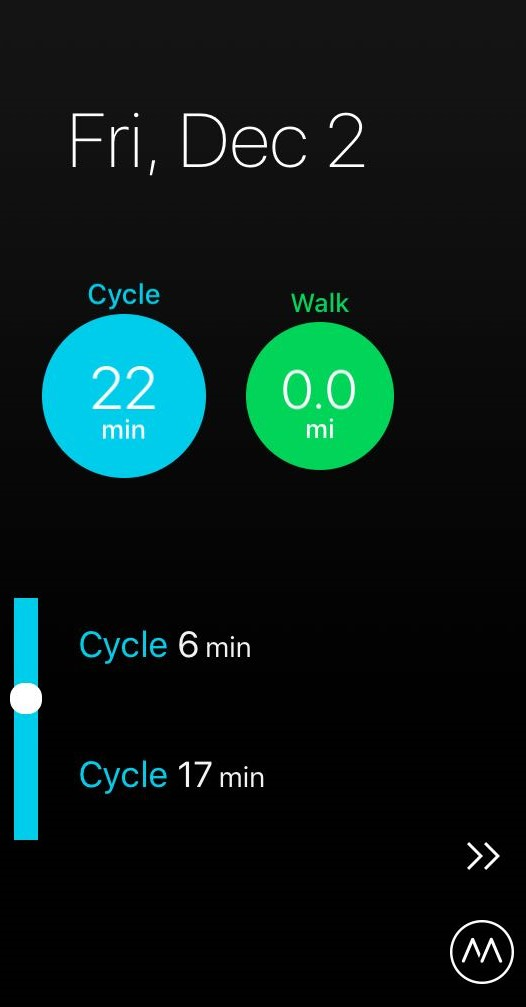 Fri, Dec 2
Cycle
22
min
Walk
0.0
mi
Cycle 6 min
Cycle 17 min